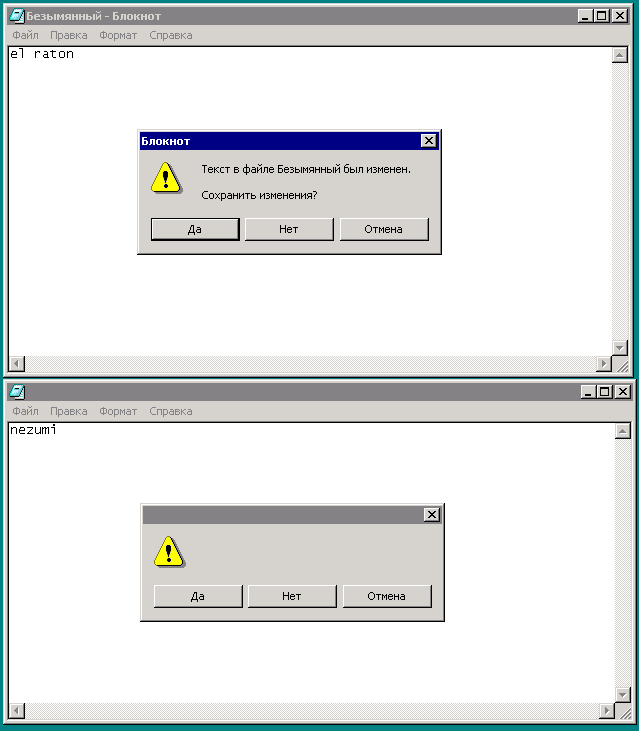 Безымянный - Блокнот
Файл Правка Формат Справка
el raton
Блокнот
Текст в файле Безымянный был изменен.
Сохранить изменения?
Да Нет Отмена
Файл Правка Формат Справка
nezumi
Да Нет Отмена